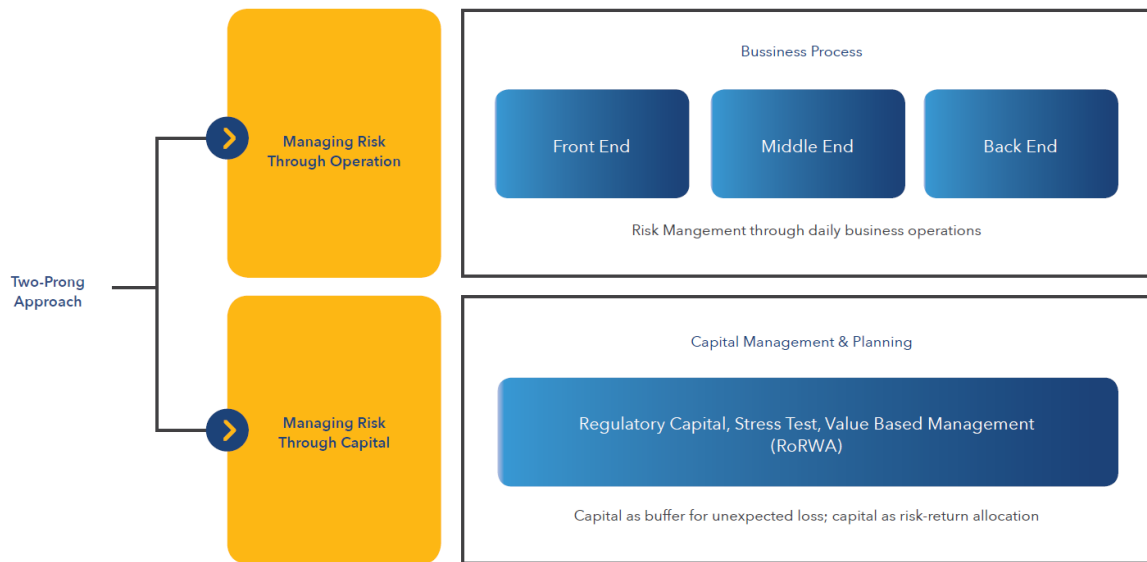 Two-Prong
Approach
Managing Risk
Through Operation
Bussiness Process
Front End
Middle End
Back End
Risk Mangement through daily business operations
Managing Risk
Through Capital
Capital Management & Planning
Regulatory Capital, Stress Test, Value Based Management
(RoRWA)
Capital as buffer for unexpected loss; capital as risk-return allocation